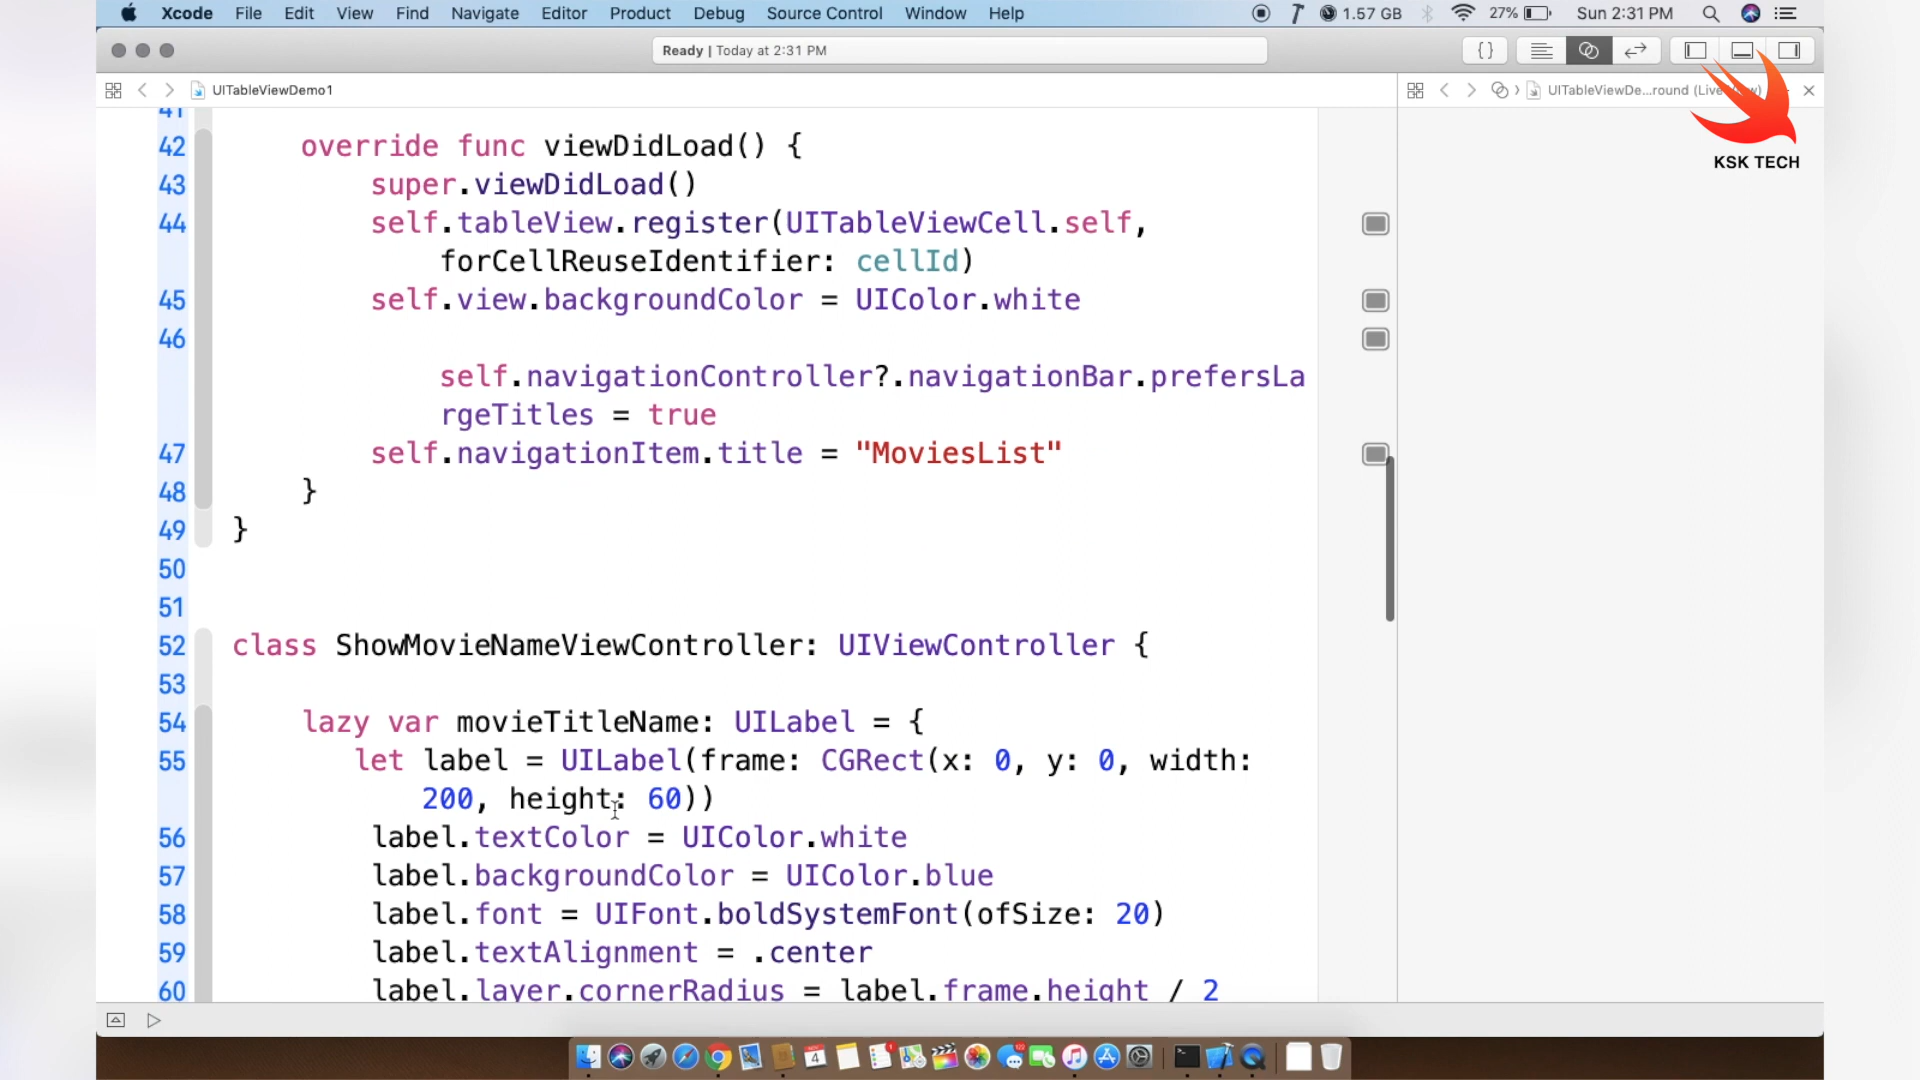 Xcode File Edit View Find Navigate Editor Product Debug Source Control Window Help 1.57 GB 27% Sun 2:31 PM
Ready | Today at 2:31 PM { }
UITableViewDemo1 UITableViewDe...round (Live View)
KSK TECH
41
42 override func viewDidLoad() {
43 super.viewDidLoad()
44 self.tableView.register(UITableViewCell.self,
forCellReuseIdentifier: cellId)
45 self.view.backgroundColor = UIColor.white
46
self.navigationController?.navigationBar.prefersLa
rgeTitles = true
47 self.navigationItem.title = "MoviesList"
48 }
49 }
50
51
52 class ShowMovieNameViewController: UIViewController {
53
54 lazy var movieTitleName: UILabel = {
55 let label = UILabel(frame: CGRect(x: 0, y: 0, width:
200, height: 60))
56 label.textColor = UIColor.white
57 label.backgroundColor = UIColor.blue
58 label.font = UIFont.boldSystemFont(ofSize: 20)
59 label.textAlignment = .center
60 label.layer.cornerRadius = label.frame.height / 2
4